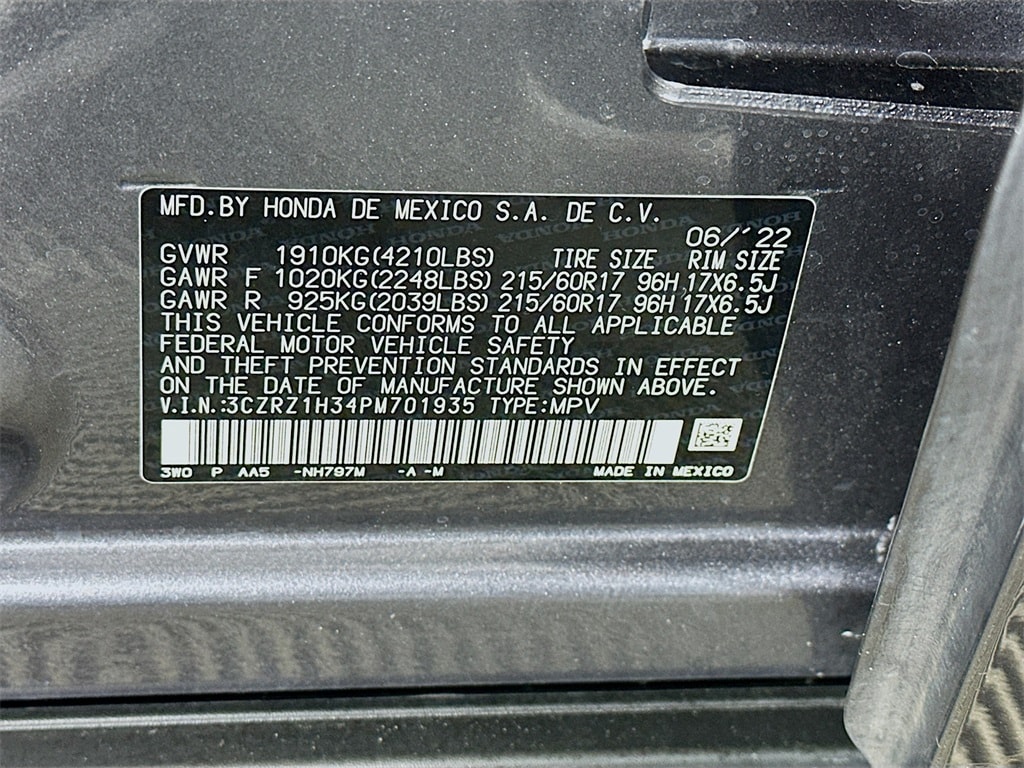 MFD.BY HONDA DE MEXICO S.A. DE C.V.
06/'22
GVWR 1910KG(4210LBS) TIRE SIZE RIM SIZE
GAWR F 1020KG(2248LBS) 215/60R17 96H 17X6.5J
GAWR R 925KG(2039LBS) 215/60R17 96H 17X6.5J
THIS VEHICLE CONFORMS TO ALL APPLICABLE
FEDERAL MOTOR VEHICLE SAFETY
AND THEFT PREVENTION STANDARDS IN EFFECT
ON THE DATE OF MANUFACTURE SHOWN ABOVE.
V.I.N.:3CZRZ1H34PM701935 TYPE:MPV
3W0 P AA5 -NH797M -A -M MADE IN MEXICO